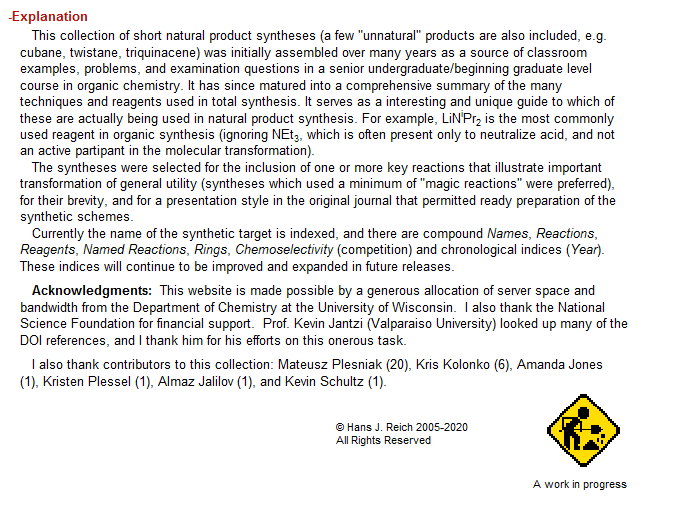 -Explanation
This collection of short natural product syntheses (a few "unnatural" products are also included, e.g.
cubane, twistane, triquinacene) was initially assembled over many years as a source of classroom
examples, problems, and examination questions in a senior undergraduate/beginning graduate level
course in organic chemistry. It has since matured into a comprehensive summary of the many
techniques and reagents used in total synthesis. It serves as a interesting and unique guide to which of
these are actually being used in natural product synthesis. For example, LiNⁱPr₂ is the most commonly
used reagent in organic synthesis (ignoring NEt₃, which is often present only to neutralize acid, and not
an active partipant in the molecular transformation).
The syntheses were selected for the inclusion of one or more key reactions that illustrate important
transformation of general utility (syntheses which used a minimum of "magic reactions" were preferred),
for their brevity, and for a presentation style in the original journal that permitted ready preparation of the
synthetic schemes.
Currently the name of the synthetic target is indexed, and there are compound Names, Reactions,
Reagents, Named Reactions, Rings, Chemoselectivity (competition) and chronological indices (Year).
These indices will continue to be improved and expanded in future releases.
Acknowledgments: This website is made possible by a generous allocation of server space and
bandwidth from the Department of Chemistry at the University of Wisconsin. I also thank the National
Science Foundation for financial support. Prof. Kevin Jantzi (Valparaiso University) looked up many of the
DOI references, and I thank him for his efforts on this onerous task.
I also thank contributors to this collection: Mateusz Plesniak (20), Kris Kolonko (6), Amanda Jones
(1), Kristen Plessel (1), Almaz Jalilov (1), and Kevin Schultz (1).
© Hans J. Reich 2005-2020
All Rights Reserved
A work in progress